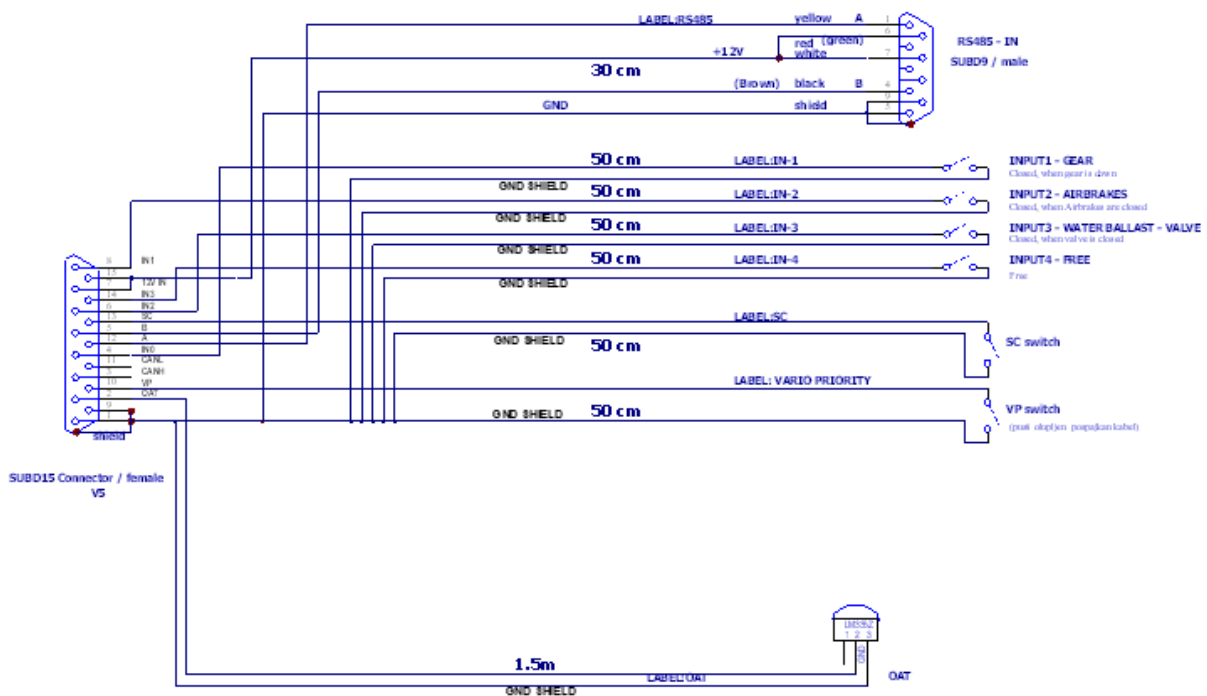 LABEL:RS485
yellow A
1
6
red (green)
white
+12V
7
RS485 - IN
SUBD9 / male
30 cm
(Brown) black B
4
9
GND
shield
5
50 cm
LABEL:IN-1
INPUT1 - GEAR
Closed, when gear is down
GND SHIELD
50 cm
LABEL:IN-2
INPUT2 - AIRBRAKES
Closed, when Airbrakes are closed
GND SHIELD
50 cm
LABEL:IN-3
INPUT3 - WATER BALLAST - VALVE
Closed, when valve is closed
GND SHIELD
50 cm
LABEL:IN-4
INPUT4 - FREE
Free
GND SHIELD
8 IN1
15
7 12V IN
14 IN3
6 IN2
13 SC
5 B
12 A
4 IN0
11 CANL
3 CANH
10 VP
2 OAT
9
1
shield
LABEL:SC
GND SHIELD
50 cm
SC switch
LABEL: VARIO PRIORITY
GND SHIELD
50 cm
VP switch
SUBD15 Connector / female
V5
1 2 3
GND
1.5m
LABEL:OAT
OAT
GND SHIELD